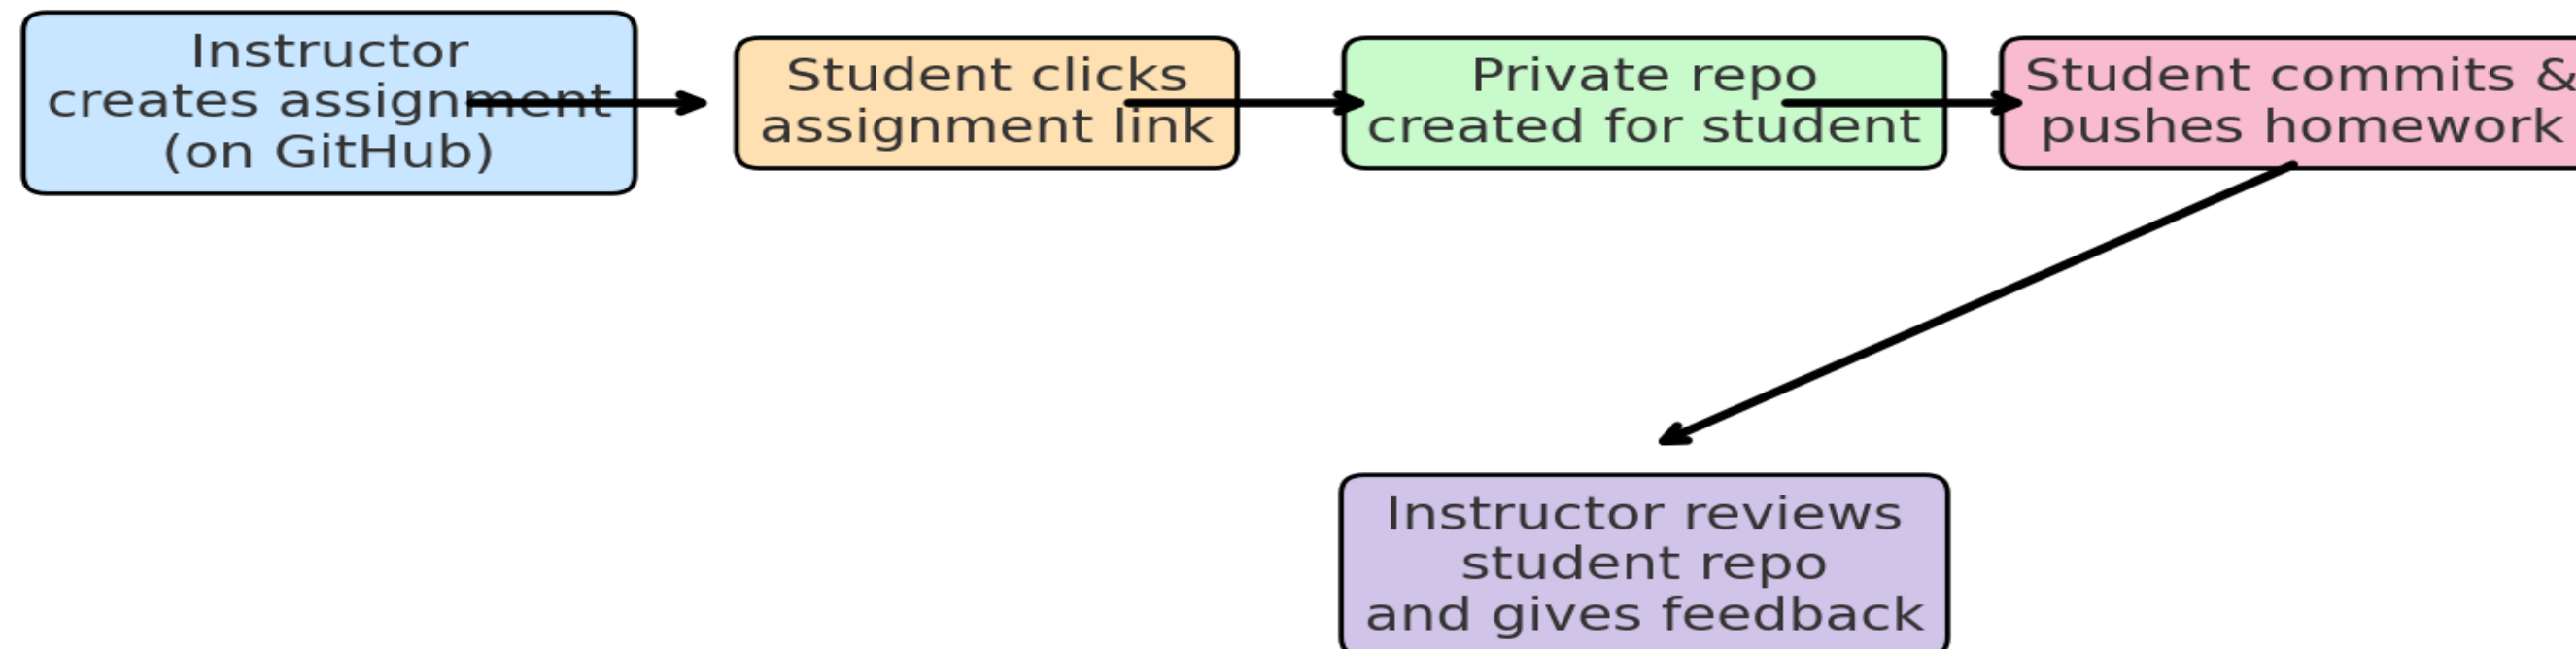 Instructor
creates assignment
(on GitHub)
Student clicks
assignment link
Private repo
created for student
Student commits &
pushes homework
Instructor reviews
student repo
and gives feedback